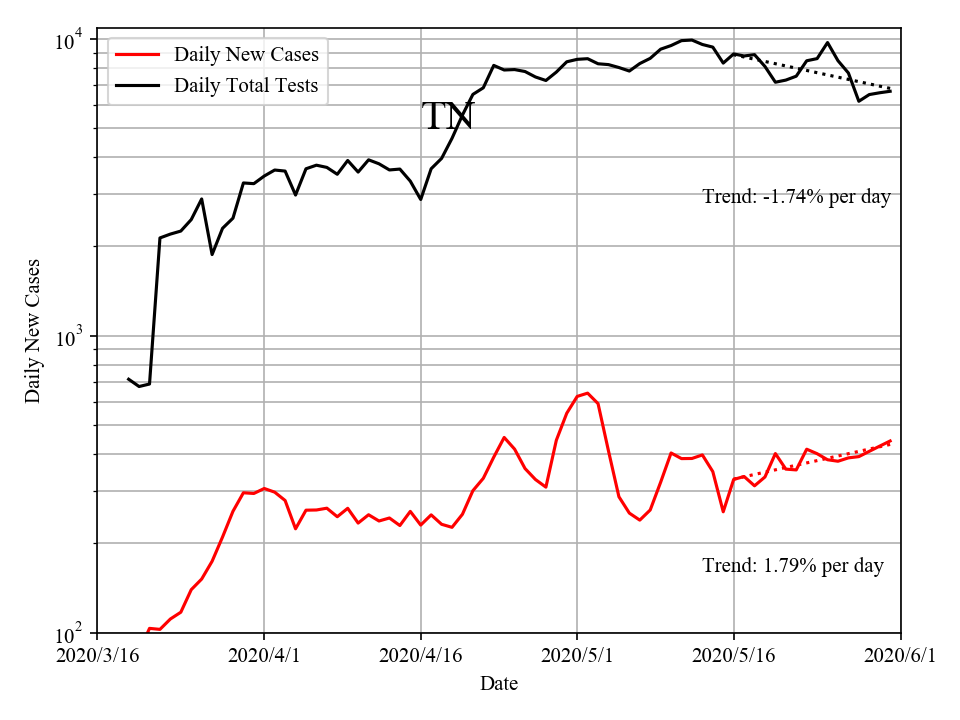 Daily New Cases
Daily Total Tests
TN
Trend: -1.74% per day
Trend: 1.79% per day
Daily New Cases
10^4
10^3
10^2
2020/3/16 2020/4/1 2020/4/16 2020/5/1 2020/5/16 2020/6/1
Date